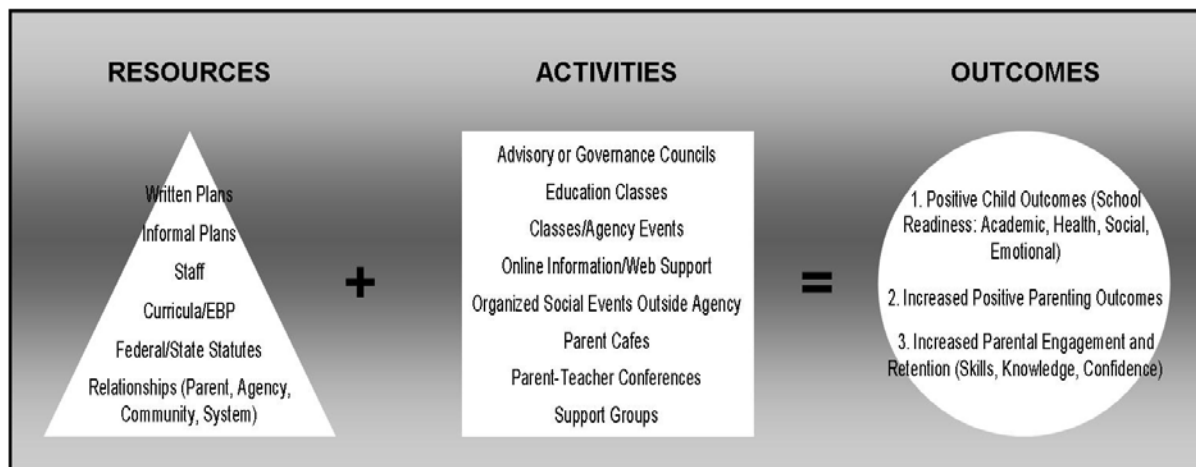 RESOURCES
ACTIVITIES
OUTCOMES
Written Plans
Informal Plans
Staff
Curricula/EBP
Federal/State Statutes
Relationships (Parent, Agency,
Community, System)
+
Advisory or Governance Councils
Education Classes
Classes/Agency Events
Online Information/Web Support
Organized Social Events Outside Agency
Parent Cafes
Parent-Teacher Conferences
Support Groups
=
1. Positive Child Outcomes (School
Readiness: Academic, Health, Social,
Emotional)
2. Increased Positive Parenting Outcomes
3. Increased Parental Engagement and
Retention (Skills, Knowledge, Confidence)